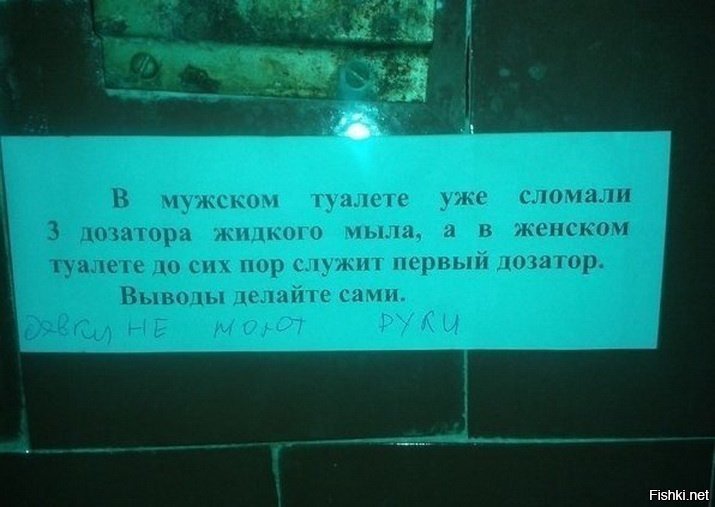 В мужском туалете уже сломали
3 дозатора жидкого мыла, а в женском
туалете до сих пор служит первый дозатор.
Выводы делайте сами.
девки НЕ моют РУКИ
Fishki.net